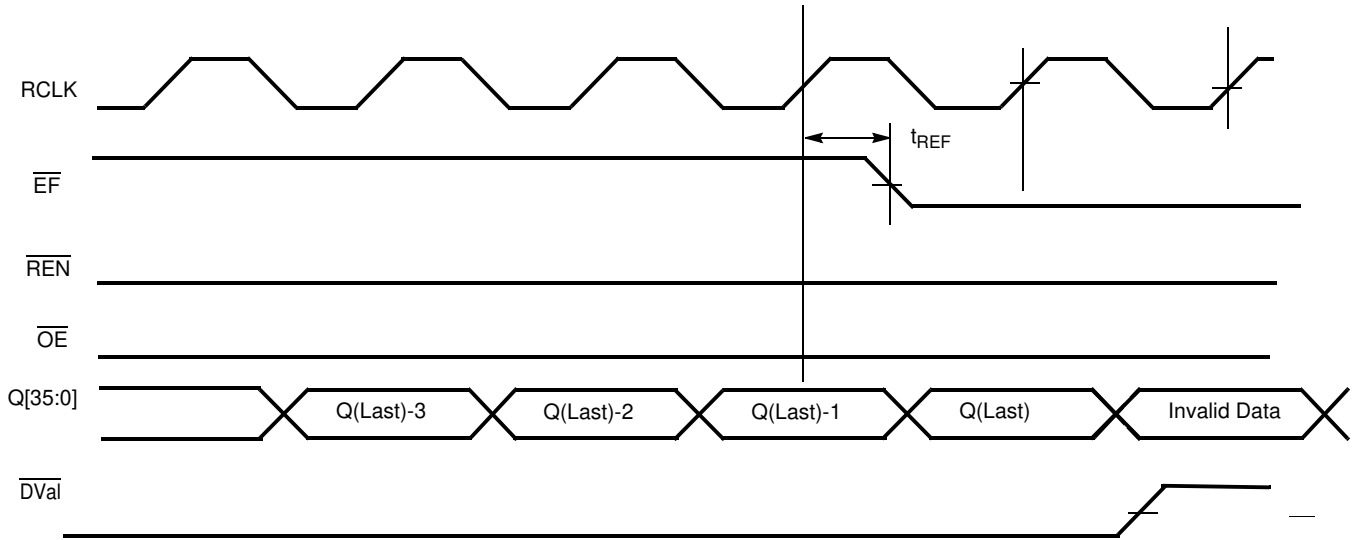 RCLK
tREF
EF
REN
OE
Q[35:0]
Q(Last)-3
Q(Last)-2
Q(Last)-1
Q(Last)
Invalid Data
DVal